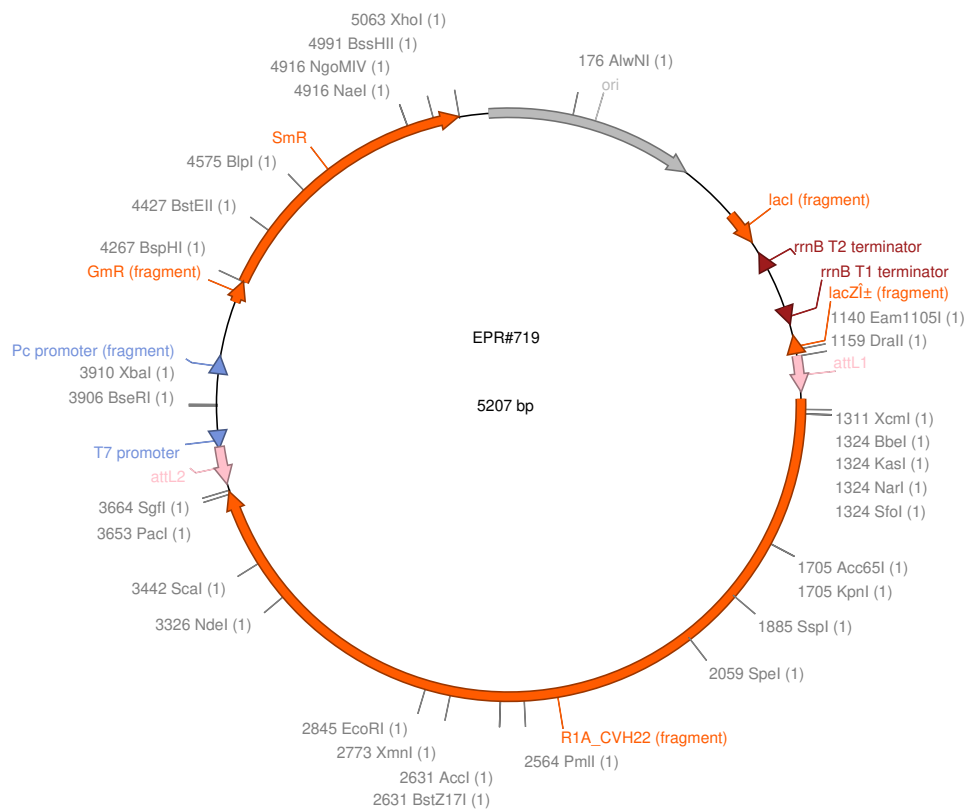 5063 XhoI (1)
4991 BssHII (1)
4916 NgoMIV (1)
4916 NaeI (1)
176 AlwNI (1)
ori
SmR
4575 BlpI (1)
4427 BstEII (1)
4267 BspHI (1)
GmR (fragment)
lacI (fragment)
rrnB T2 terminator
rrnB T1 terminator
lacZÎ± (fragment)
1140 Eam1105I (1)
1159 DraII (1)
attL1
EPR#719
5207 bp
Pc promoter (fragment)
3910 XbaI (1)
3906 BseRI (1)
T7 promoter
attL2
3664 SgfI (1)
3653 PacI (1)
3442 ScaI (1)
3326 NdeI (1)
1311 XcmI (1)
1324 BbeI (1)
1324 KasI (1)
1324 NarI (1)
1324 SfoI (1)
1705 Acc65I (1)
1705 KpnI (1)
1885 SspI (1)
2059 SpeI (1)
2845 EcoRI (1)
2773 XmnI (1)
2631 AccI (1)
2631 BstZ17I (1)
R1A_CVH22 (fragment)
2564 PmlI (1)